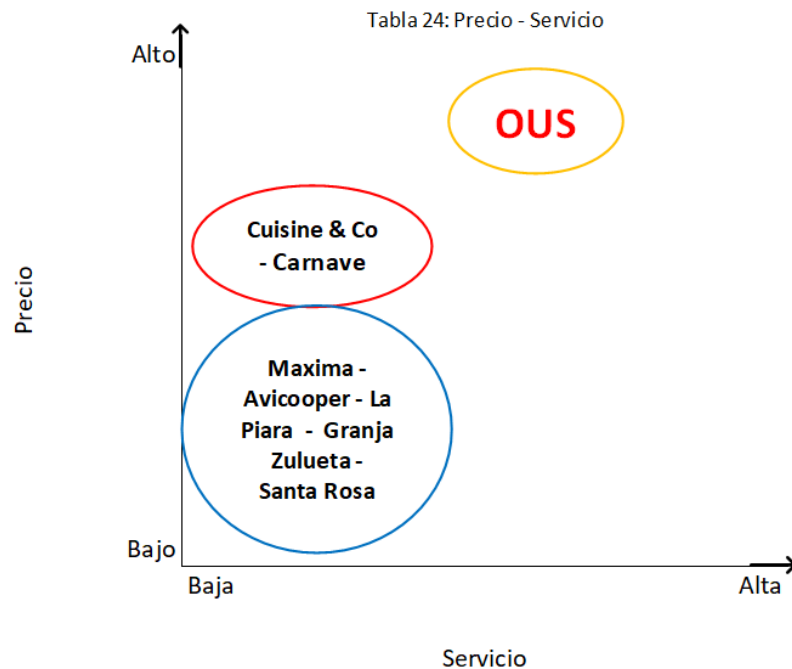 Tabla 24: Precio - Servicio
Alto
OUS
Cuisine & Co
- Carnave
Precio
Maxima -
Avicooper - La
Piara - Granja
Zulueta -
Santa Rosa
Bajo
Baja
Alta
Servicio